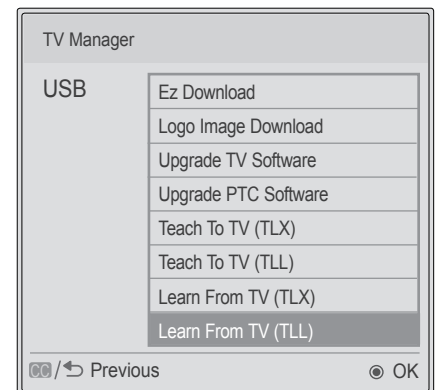 TV Manager
USB
Ez Download
Logo Image Download
Upgrade TV Software
Upgrade PTC Software
Teach To TV (TLX)
Teach To TV (TLL)
Learn From TV (TLX)
Learn From TV (TLL)
CC / Previous OK